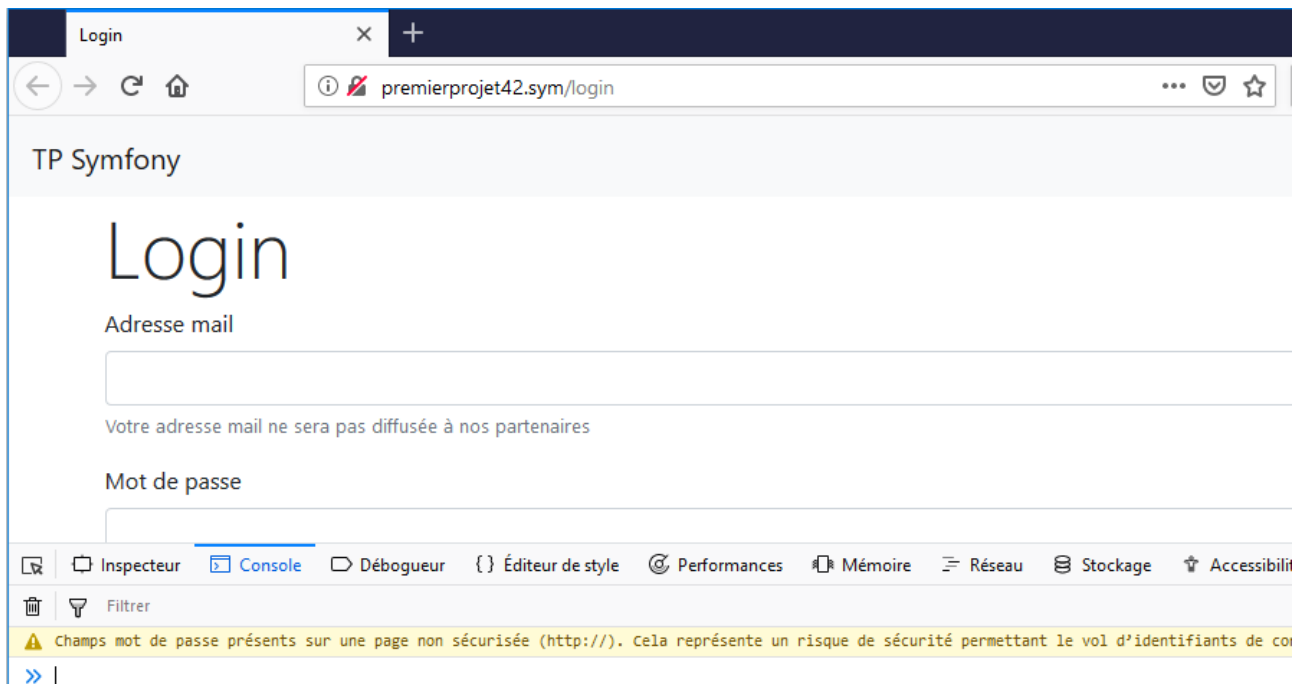 Login
premierprojet42.sym/login
TP Symfony
Login
Adresse mail
Votre adresse mail ne sera pas diffusée à nos partenaires
Mot de passe
Inspecteur Console Débogueur {} Éditeur de style Performances Mémoire Réseau Stockage
Filtrer
Champs mot de passe présents sur une page non sécurisée (http://). Cela représente un risque de sécurité permettant le vol d’identifiants de